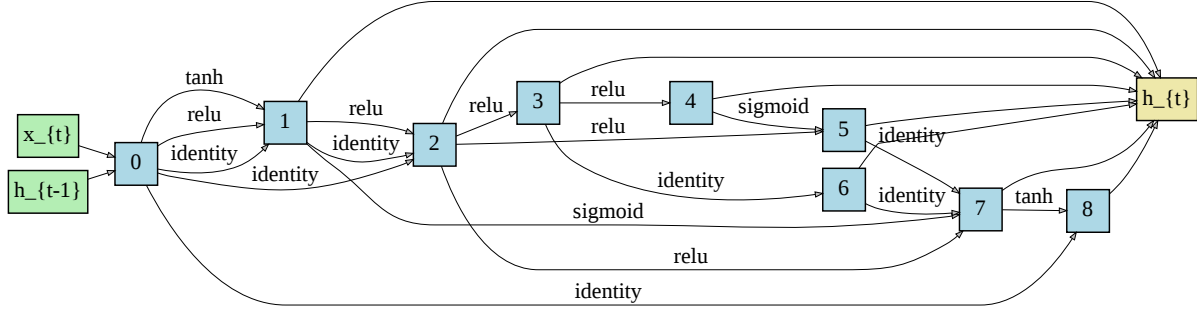 x_{t}
h_{t-1}
0
tanh
relu
identity
identity
identity
1
relu
identity
sigmoid
2
relu
relu
relu
3
relu
identity
4
sigmoid
5
identity
6
identity
7
tanh
8
h_{t}